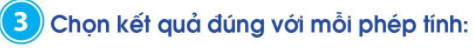 3 Chọn kết quả đúng với mỗi phép tính: